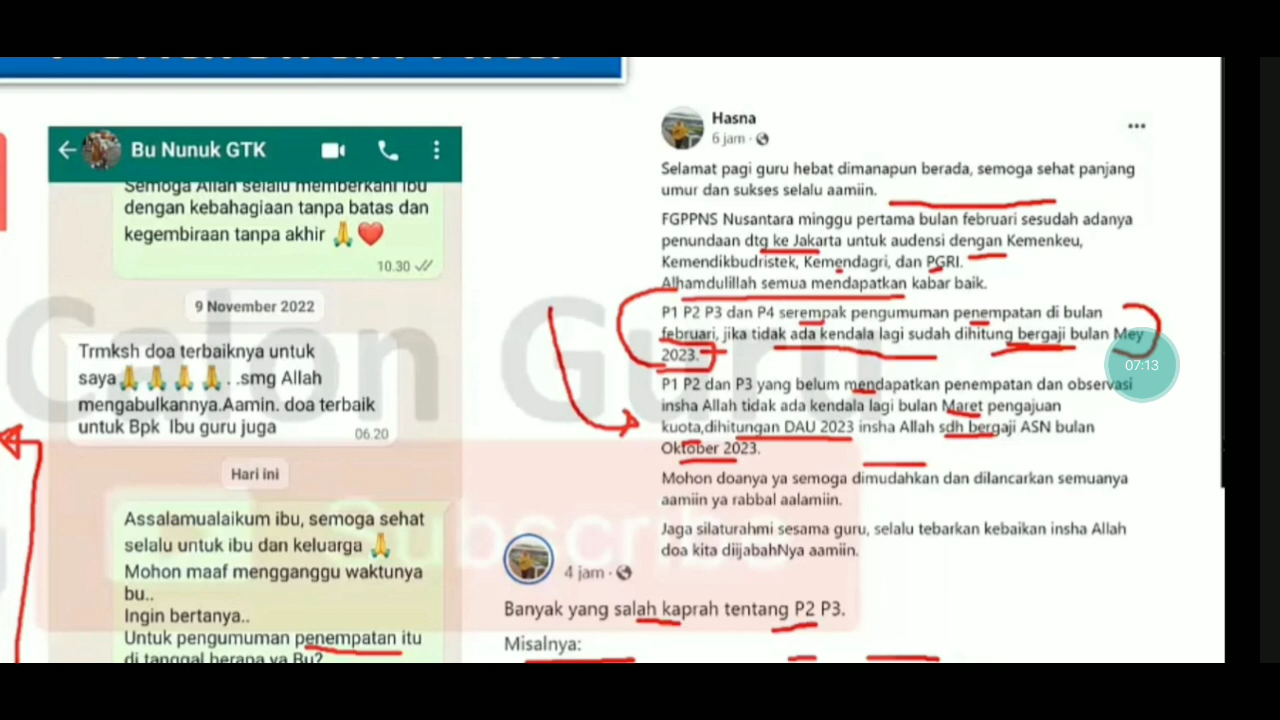 Bu Nunuk GTK
Semoga Allah selalu memberkahi ibu
dengan kebahagiaan tanpa batas dan
kegembiraan tanpa akhir 🙏❤️
10.30
9 November 2022
Trmksh doa terbaiknya untuk
saya🙏🙏🙏🙏. .smg Allah
mengabulkannya.Aamin. doa terbaik
untuk Bpk Ibu guru juga
06.20
Hari ini
Assalamualaikum ibu, semoga sehat
selalu untuk ibu dan keluarga 🙏
Mohon maaf mengganggu waktunya
bu..
Ingin bertanya..
Untuk pengumuman penempatan itu
di tanggal berapa ya Bu?
Hasna
6 jam
Selamat pagi guru hebat dimanapun berada, semoga sehat panjang
umur dan sukses selalu aamiin.
FGPPNS Nusantara minggu pertama bulan februari sesudah adanya
penundaan dtg ke Jakarta untuk audensi dengan Kemenkeu,
Kemendikbudristek, Kemendagri, dan PGRI.
Alhamdulillah semua mendapatkan kabar baik.
P1 P2 P3 dan P4 serempak pengumuman penempatan di bulan
februari, jika tidak ada kendala lagi sudah dihitung bergaji bulan Mey
2023.
07:13
P1 P2 dan P3 yang belum mendapatkan penempatan dan observasi
insha Allah tidak ada kendala lagi bulan Maret pengajuan
kuota,dihitungan DAU 2023 insha Allah sdh bergaji ASN bulan
Oktober 2023.
Mohon doanya ya semoga dimudahkan dan dilancarkan semuanya
aamiin ya rabbal aalamiin.
Jaga silaturahmi sesama guru, selalu tebarkan kebaikan insha Allah
doa kita diijabahNya aamiin.
4 jam
Banyak yang salah kaprah tentang P2 P3.
Misalnya:
Calon Guru
Subscribe